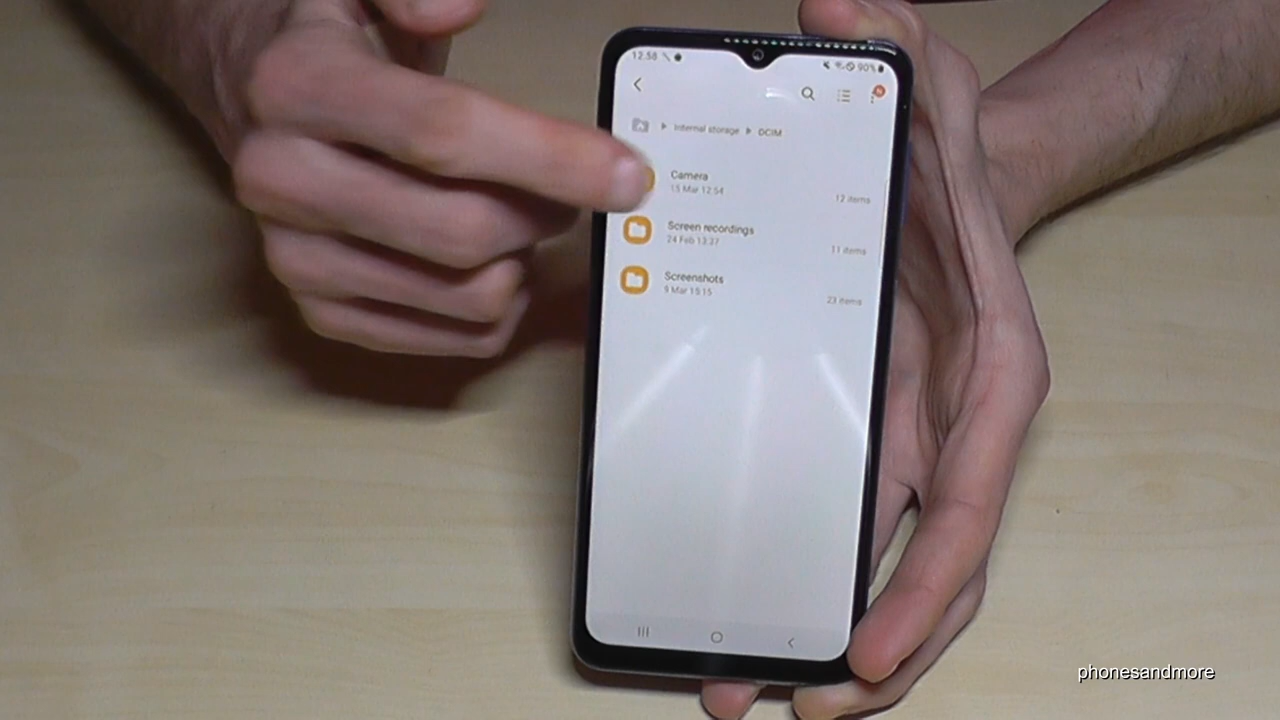 12.58
90%
Internal storage DCIM
Camera
15 Mar 12:54
12 items
Screen recordings
24 Feb 13:37
11 items
Screenshots
9 Mar 15:15
23 items
phonesandmore